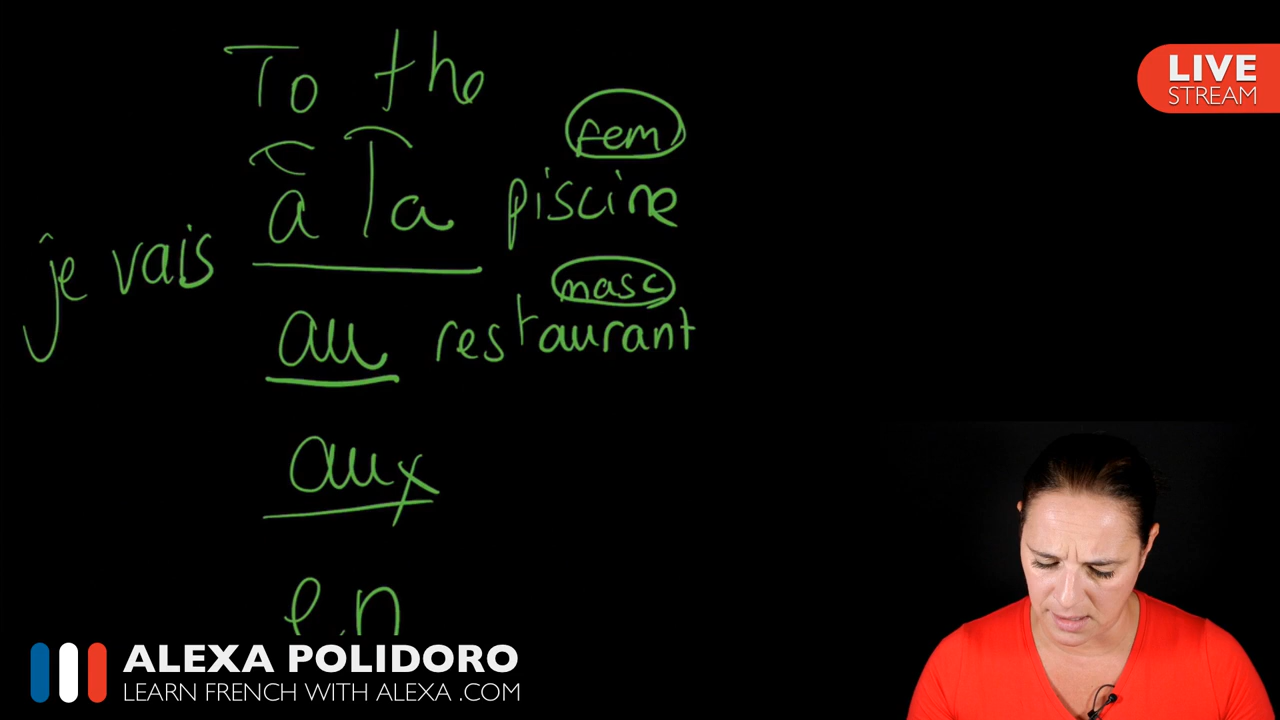 To the
fem
à la piscine
je vais
masc
au restaurant
aux
en
LIVE
STREAM
ALEXA POLIDORO
LEARN FRENCH WITH ALEXA .COM